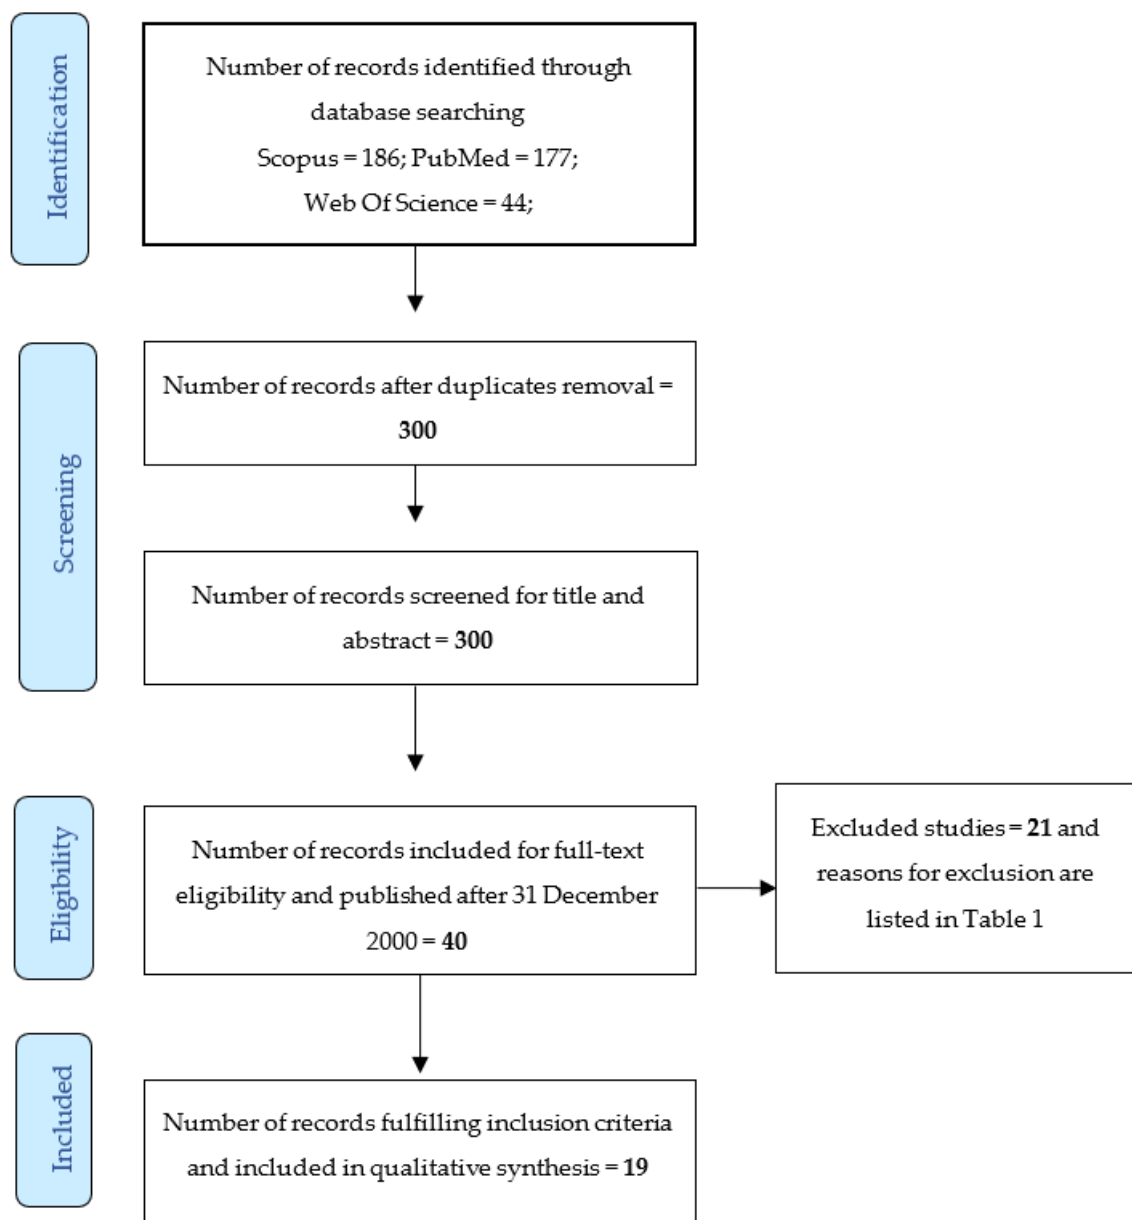 Identification
Number of records identified through
database searching
Scopus = 186; PubMed = 177;
Web Of Science = 44;
Screening
Number of records after duplicates removal =
300
Number of records screened for title and
abstract = 300
Eligibility
Number of records included for full-text
eligibility and published after 31 December
2000 = 40
Excluded studies = 21 and
reasons for exclusion are
listed in Table 1
Included
Number of records fulfilling inclusion criteria
and included in qualitative synthesis = 19